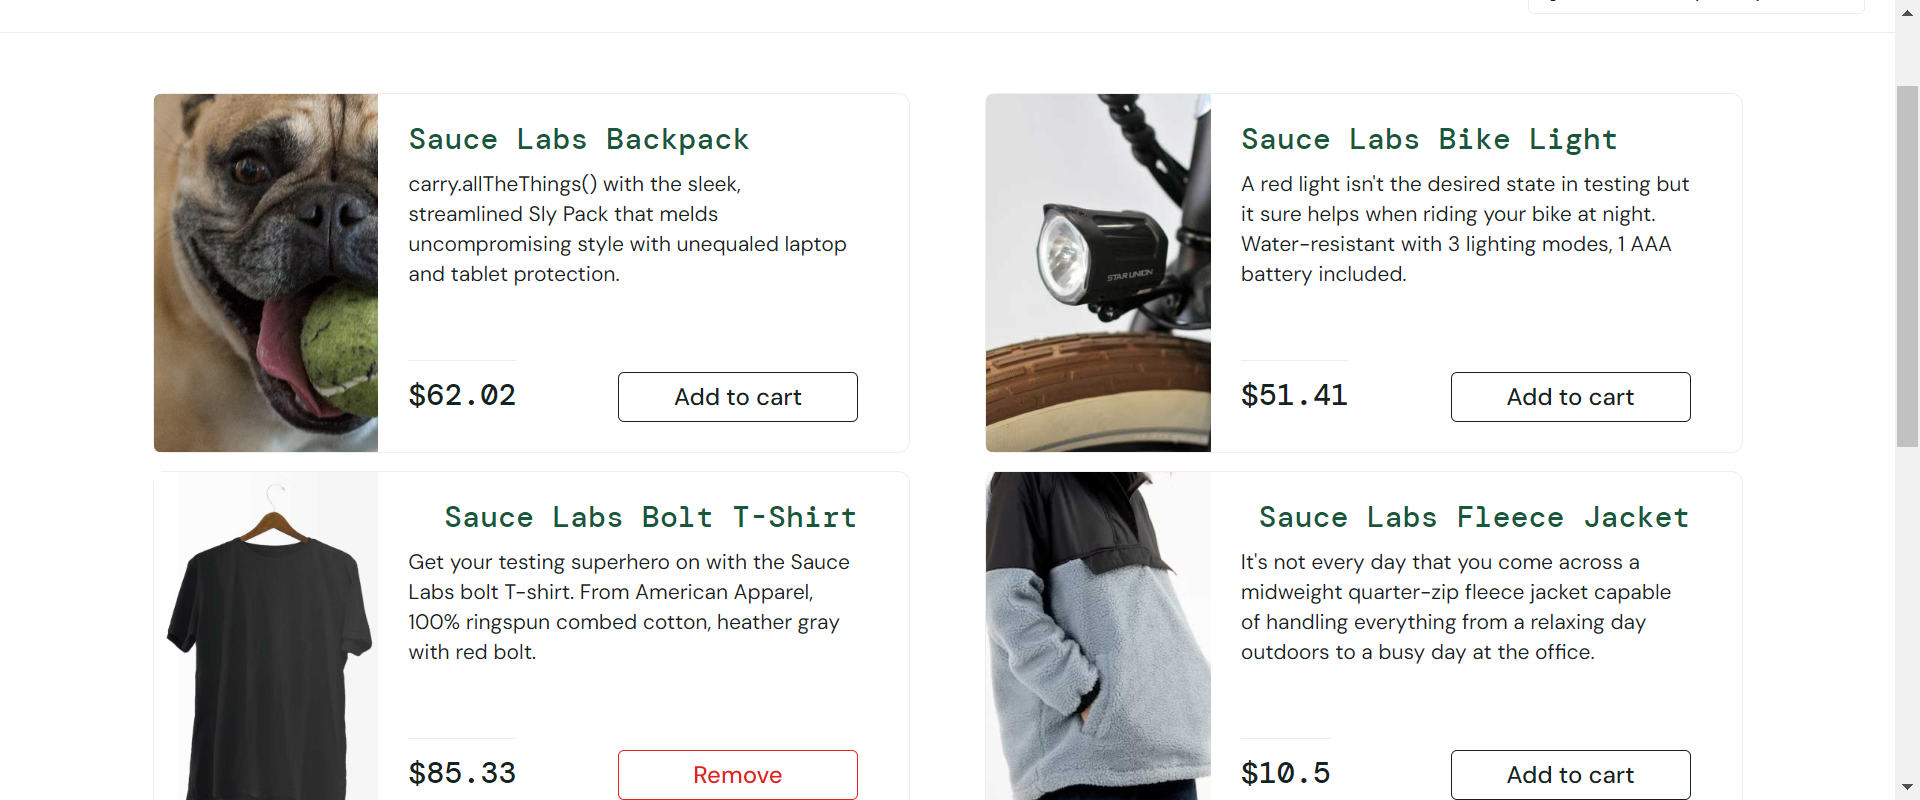 Sauce Labs Backpack
carry.allTheThings() with the sleek,
streamlined Sly Pack that melds
uncompromising style with unequaled laptop
and tablet protection.
$62.02
Add to cart
Sauce Labs Bike Light
A red light isn't the desired state in testing but
it sure helps when riding your bike at night.
Water-resistant with 3 lighting modes, 1 AAA
battery included.
$51.41
Add to cart
STAR UNION
Sauce Labs Bolt T-Shirt
Get your testing superhero on with the Sauce
Labs bolt T-shirt. From American Apparel,
100% ringspun combed cotton, heather gray
with red bolt.
$85.33
Remove
Sauce Labs Fleece Jacket
It's not every day that you come across a
midweight quarter-zip fleece jacket capable
of handling everything from a relaxing day
outdoors to a busy day at the office.
$10.5
Add to cart